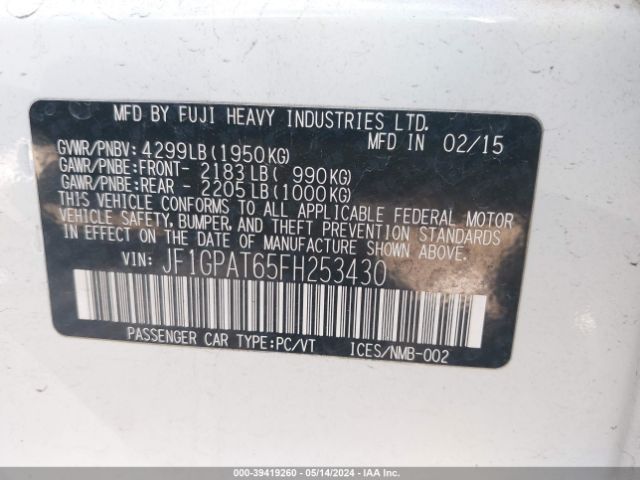 MFD BY FUJI HEAVY INDUSTRIES LTD.
MFD IN 02/15
GVWR/PNBV: 4299LB(1950KG)
GAWR/PNBE:FRONT- 2183LB( 990KG)
GAWR/PNBE:REAR - 2205LB(1000KG)
THIS VEHICLE CONFORMS TO ALL APPLICABLE FEDERAL MOTOR
VEHICLE SAFETY, BUMPER, AND THEFT PREVENTION STANDARDS
IN EFFECT ON THE DATE OF MANUFACTURE SHOWN ABOVE.
VIN: JF1GPAT65FH253430
PASSENGER CAR TYPE:PC/VT ICES/NMB-002
000-39419260 - 05/14/2024 - IAAI.COM